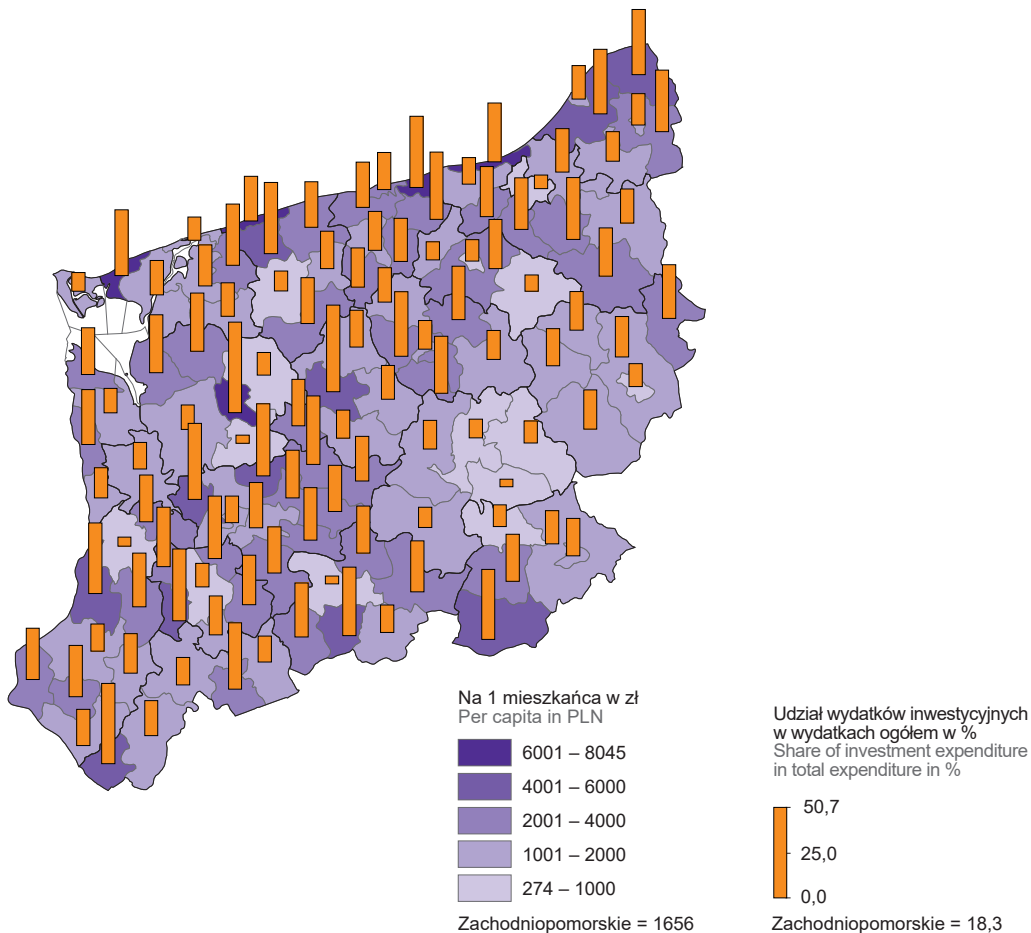 Na 1 mieszkańca w zł
Per capita in PLN
6001 – 8045
4001 – 6000
2001 – 4000
1001 – 2000
274 – 1000
Zachodniopomorskie = 1656
Udział wydatków inwestycyjnych
w wydatkach ogółem w %
Share of investment expenditure
in total expenditure in %
50,7
25,0
0,0
Zachodniopomorskie = 18,3